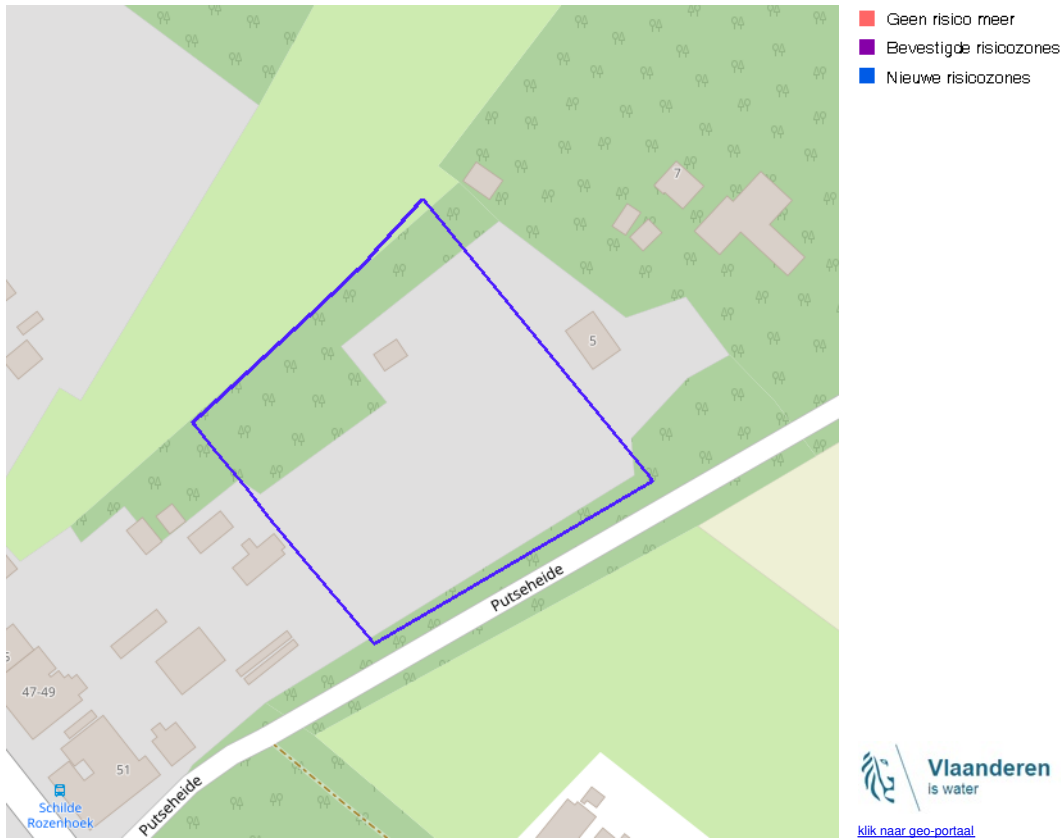 Geen risico meer
Bevestigde risicozones
Nieuwe risicozones
7
5
Putseheide
47-49
51
Schilde
Rozenhoek
Putseheide
Vlaanderen
is water
klik naar geo-portaal